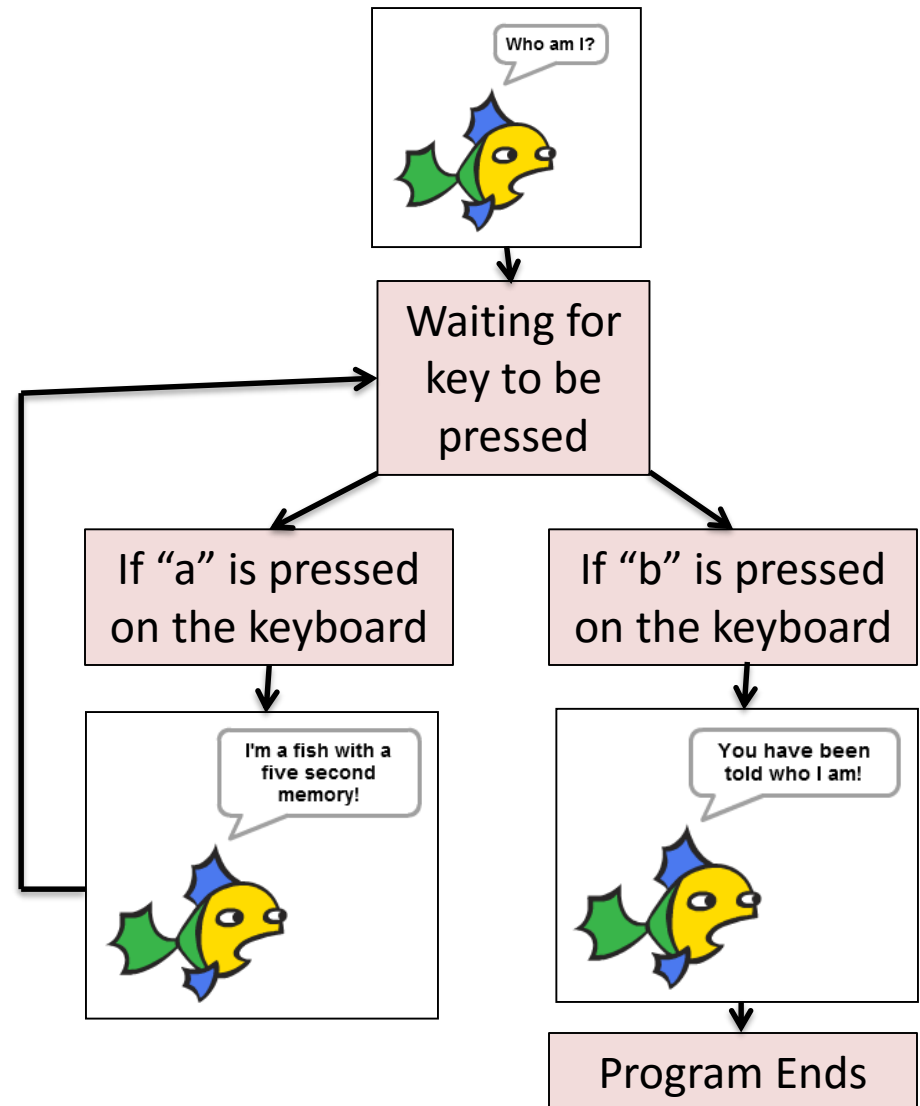 Who am I?
Waiting for
key to be
pressed
If “a” is pressed
on the keyboard
If “b” is pressed
on the keyboard
I'm a fish with a
five second
memory!
You have been
told who I am!
Program Ends